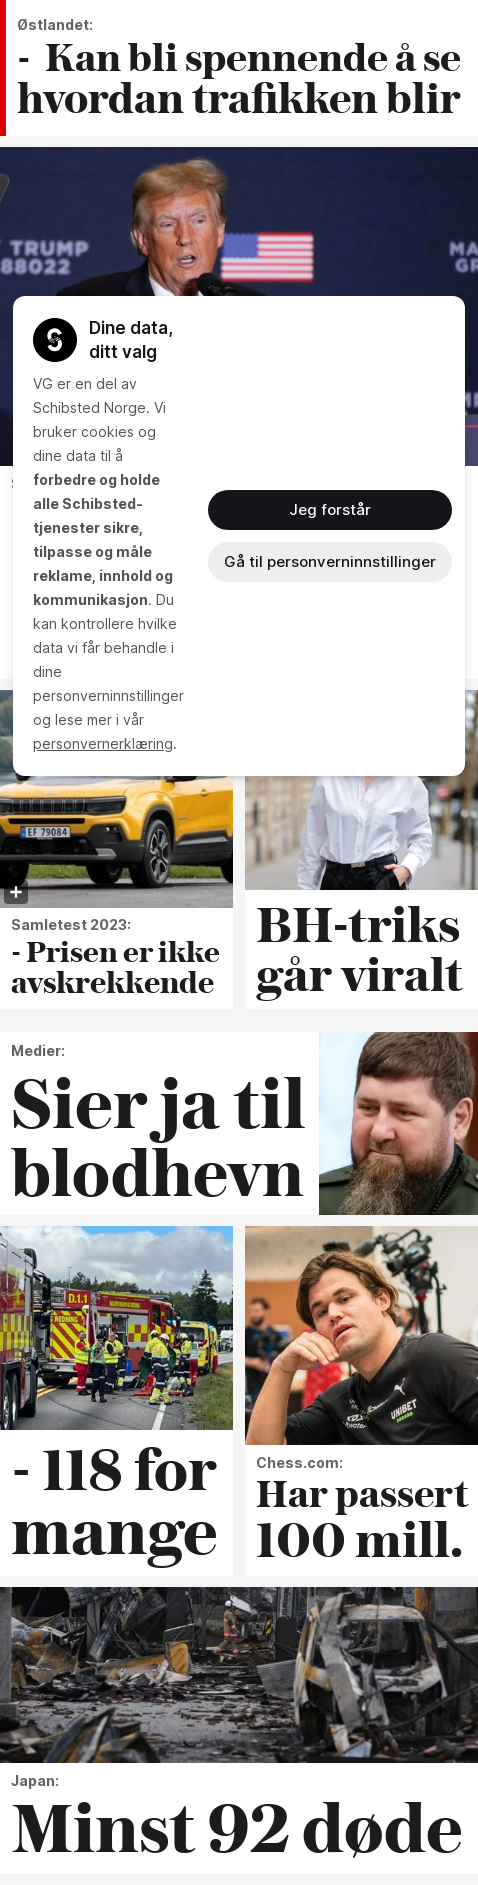 Østlandet:
- Kan bli spennende å se
hvordan trafikken blir
TRUMP
88022
Dine data,
ditt valg
VG er en del av
Schibsted Norge. Vi
bruker cookies og
dine data til å
forbedre og holde
alle Schibsted-
tjenester sikre,
tilpasse og måle
reklame, innhold og
kommunikasjon. Du
kan kontrollere hvilke
data vi får behandle i
dine
personverninnstillinger
og lese mer i vår
personvernerklæring.
Jeg forstår
Gå til personverninnstillinger
EF 79084
Samletest 2023:
- Prisen er ikke
avskrekkende
BH-triks
går viralt
Medier:
Sier ja til
blodhevn
D.1.1
REDNING
- 118 for
mange
UNIBET
Chess.com:
Har passert
100 mill.
Japan:
Minst 92 døde